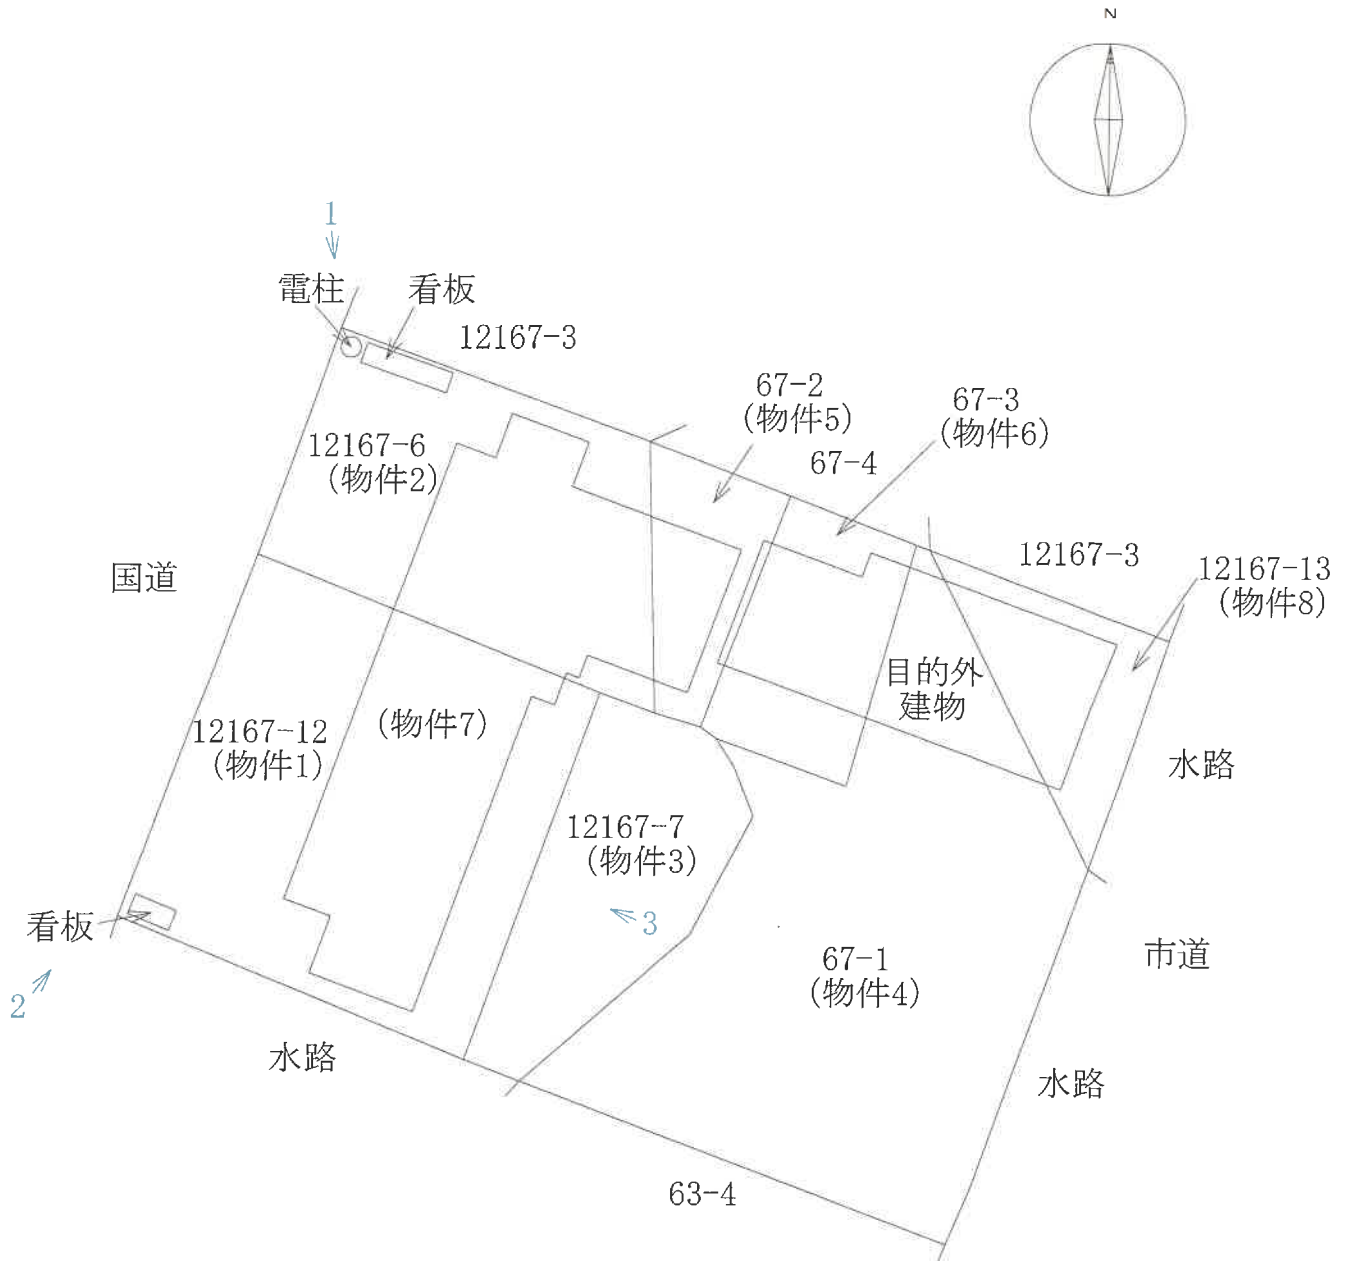 N
1
電柱
看板
12167-3
67-2
(物件5)
67-3
(物件6)
67-4
12167-6
(物件2)
12167-3
12167-13
(物件8)
国道
目的外
建物
12167-12
(物件1)
(物件7)
水路
12167-7
(物件3)
看板
3
67-1
(物件4)
市道
2
水路
水路
63-4